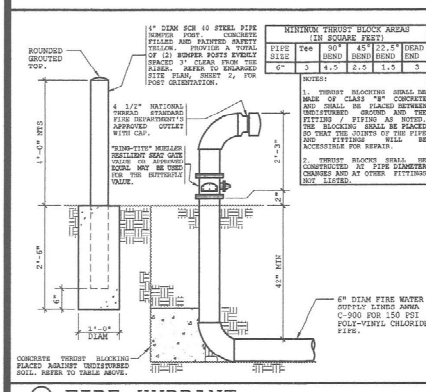 4" DIAM SCH 40 STEEL PIPE
BUMPER POST. CONCRETE
FILLED AND PAINTED SAFETY
YELLOW. PROVIDE A TOTAL
OF (2) BUMPER POSTS EVENLY
SPACED 3' CLEAR FROM THE
RISER. REFER TO ENLARGED
SITE PLAN, SHEET 2, FOR
POST ORIENTATION.
ROUNDED
GROUTED
TOP.
MINIMUM THRUST BLOCK AREAS
(IN SQUARE FEET)
PIPE SIZE Tee 90° BEND 45° BEND 22.5° BEND DEAD END
6" 3 4.5 2.5 1.5 3
NOTES:
1. THRUST BLOCKING SHALL BE
MADE OF CLASS "B" CONCRETE
AND SHALL BE PLACED BETWEEN
UNDISTURBED GROUND AND THE
FITTING / PIPING AS NOTED.
THE BLOCKING SHALL BE PLACED
SO THAT THE JOINTS OF THE PIPE
AND FITTINGS WILL BE
ACCESSIBLE FOR REPAIR.
2. THRUST BLOCKS SHALL BE
CONSTRUCTED AT PIPE DIAMETER
CHANGES AND AT OTHER FITTINGS
NOT LISTED.
4 1/2" NATIONAL
THREAD STANDARD
FIRE DEPARTMENT'S
APPROVED OUTLET
WITH CAP.
"RING-TITE" MUELLER
RESILIENT SEAT GATE
VALVE OR APPROVED
EQUAL MAY BE USED
FOR THE BUTTERFLY
VALUE.
2'-3"
2"
42" MIN
2'-6"
6"
1'-0"
DIAM
6" DIAM FIRE WATER
SUPPLY LINES AWWA
C-900 FOR 150 PSI
POLY-VINYL CHLORIDE
PIPE.
CONCRETE THRUST BLOCKING
PLACED AGAINST UNDISTURBED
SOIL. REFER TO TABLE ABOVE.
FIRE HYDRANT